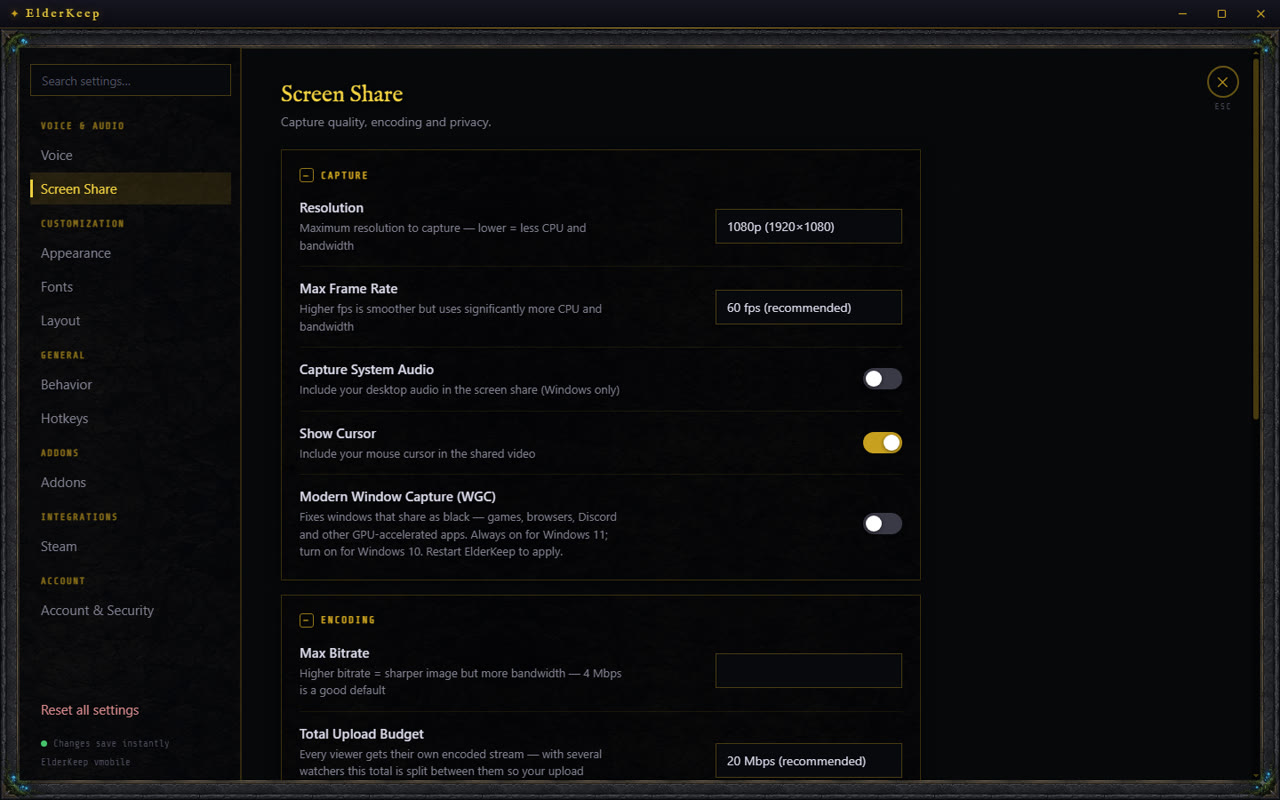 ElderKeep
Search settings...
VOICE & AUDIO
Voice
Screen Share
CUSTOMIZATION
Appearance
Fonts
Layout
GENERAL
Behavior
Hotkeys
ADDONS
Addons
INTEGRATIONS
Steam
ACCOUNT
Account & Security
Reset all settings
Changes save instantly
ElderKeep vmobile
Screen Share
Capture quality, encoding and privacy.
ESC
CAPTURE
Resolution
Maximum resolution to capture — lower = less CPU and
bandwidth
1080p (1920×1080)
Max Frame Rate
Higher fps is smoother but uses significantly more CPU and
bandwidth
60 fps (recommended)
Capture System Audio
Include your desktop audio in the screen share (Windows only)
Show Cursor
Include your mouse cursor in the shared video
Modern Window Capture (WGC)
Fixes windows that share as black — games, browsers, Discord
and other GPU-accelerated apps. Always on for Windows 11;
turn on for Windows 10. Restart ElderKeep to apply.
ENCODING
Max Bitrate
Higher bitrate = sharper image but more bandwidth — 4 Mbps
is a good default
Total Upload Budget
Every viewer gets their own encoded stream — with several
watchers this total is split between them so your upload
20 Mbps (recommended)